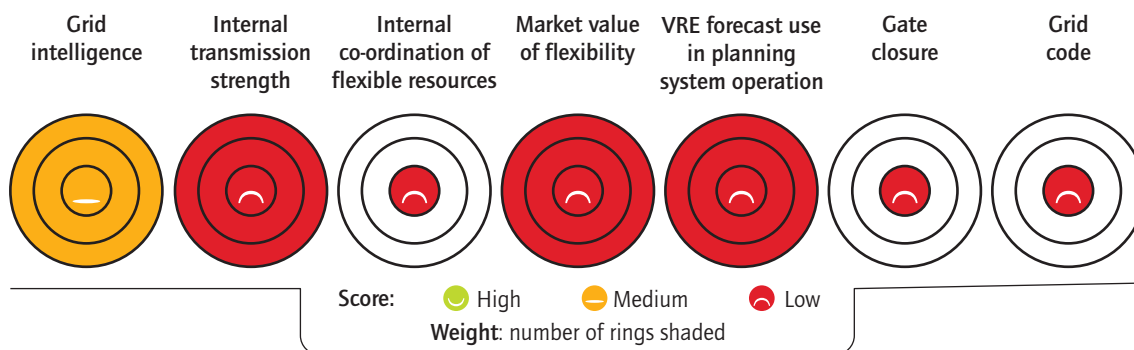 Grid
intelligence
Internal
transmission
strength
Internal
co-ordination of
flexible resources
Market value
of flexibility
VRE forecast use
in planning
system operation
Gate
closure
Grid
code
Score: High Medium Low
Weight: number of rings shaded